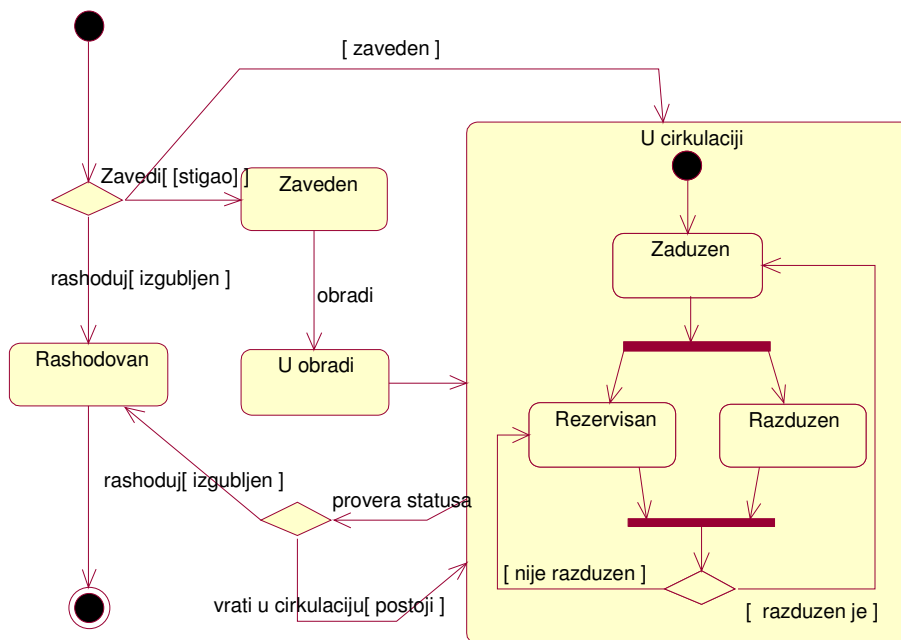 [ zaveden ]
U cirkulaciji
Zavedi[ [stigao] ]
Zaveden
Zaduzen
rashoduj[ izgubljen ]
obradi
Rashodovan
U obradi
Rezervisan
Razduzen
rashoduj[ izgubljen ]
provera statusa
[ nije razduzen ]
vrati u cirkulaciju[ postoji ]
[ razduzen je ]